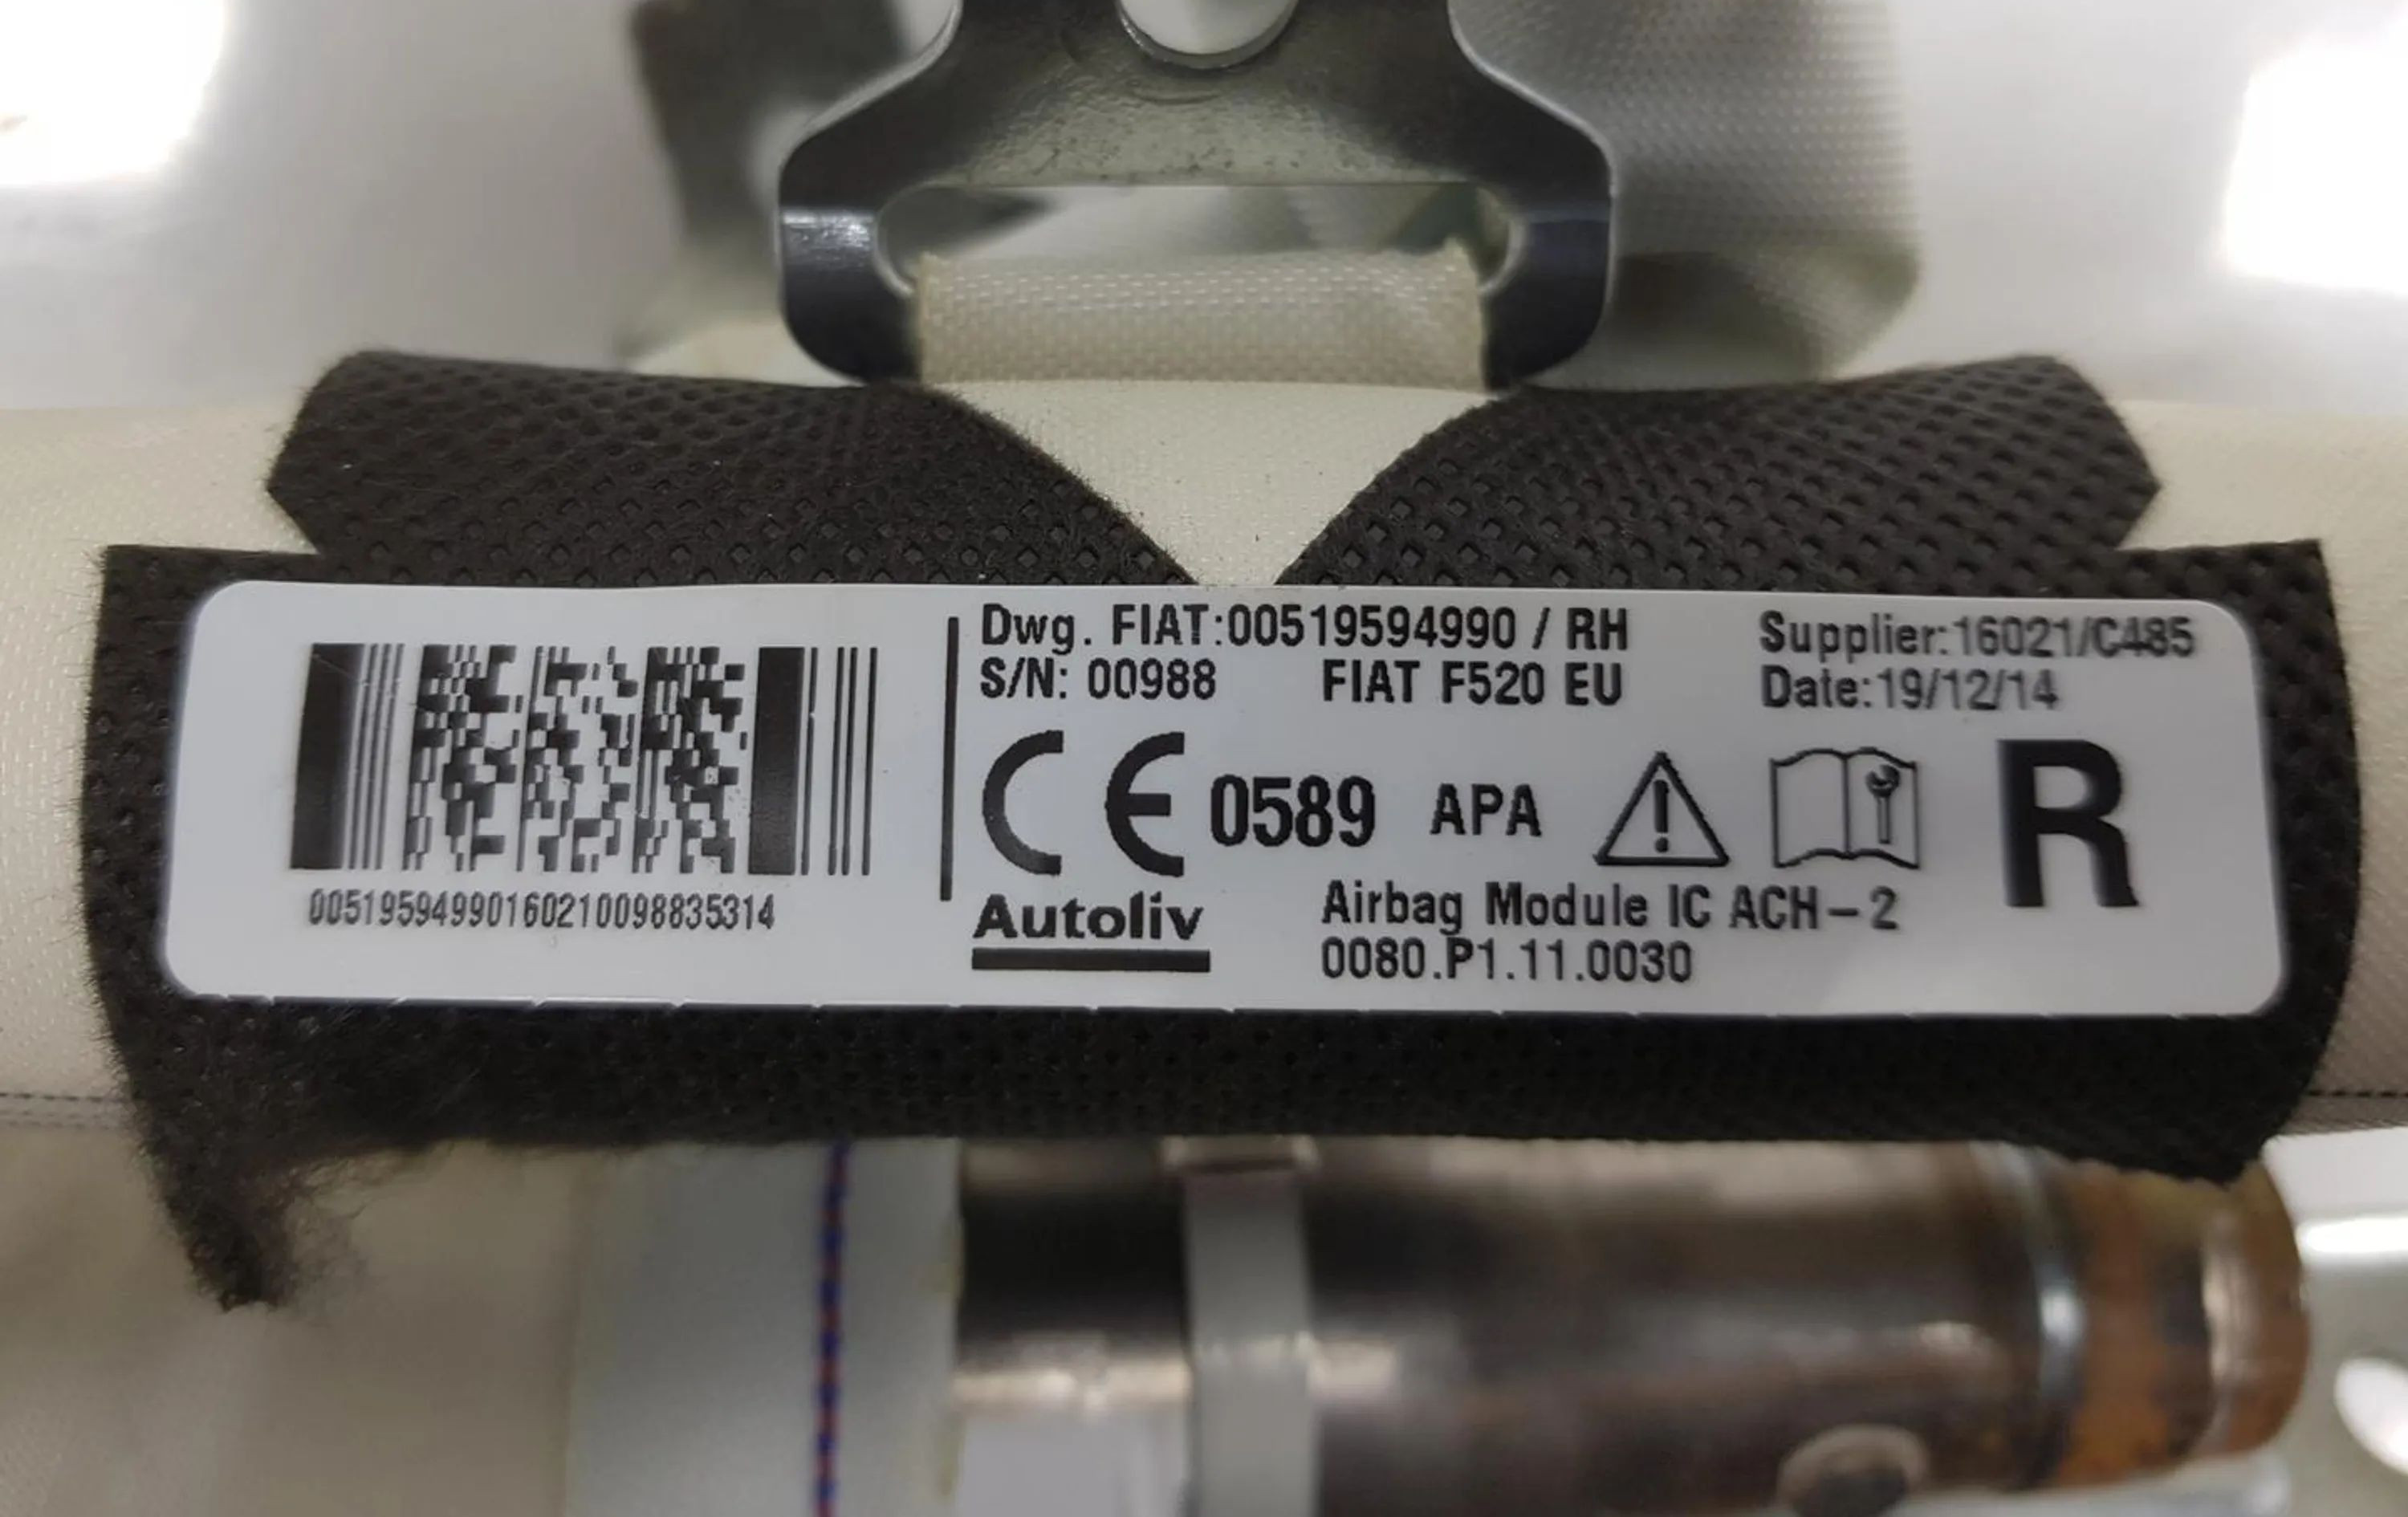 Dwg. FIAT:00519594990 / RH
Supplier:16021/C485
S/N: 00988
FIAT F520 EU
Date:19/12/14
CE 0589 APA
R
00519594990160210098835314
Autoliv
Airbag Module IC ACH-2
0080.P1.11.0030